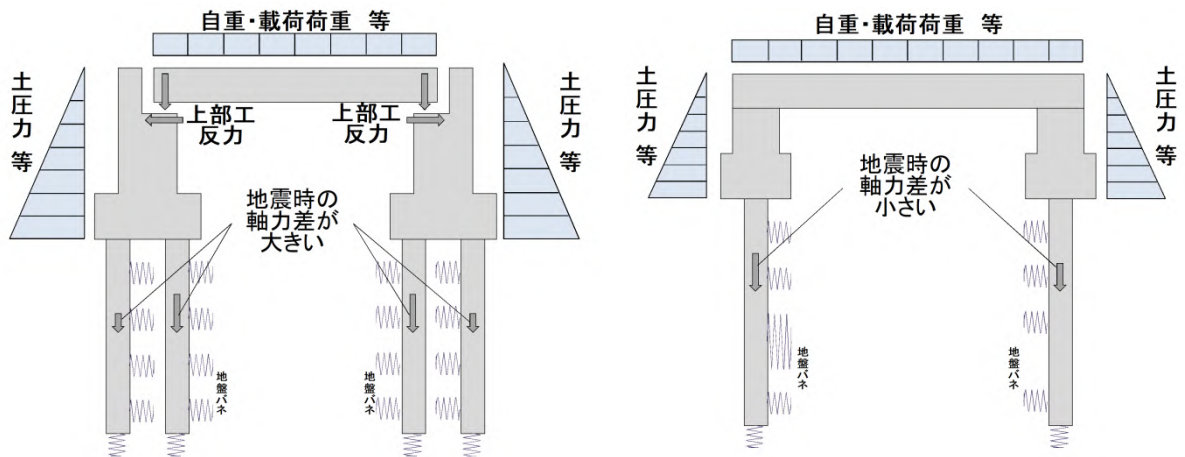 自重・載荷荷重 等
土圧力 等
上部工
反力
上部工
反力
土圧力 等
地震時の
軸力差が
大きい
地盤バネ
地盤バネ
自重・載荷荷重 等
土圧力 等
土圧力 等
地震時の
軸力差が
小さい
地盤バネ
地盤バネ